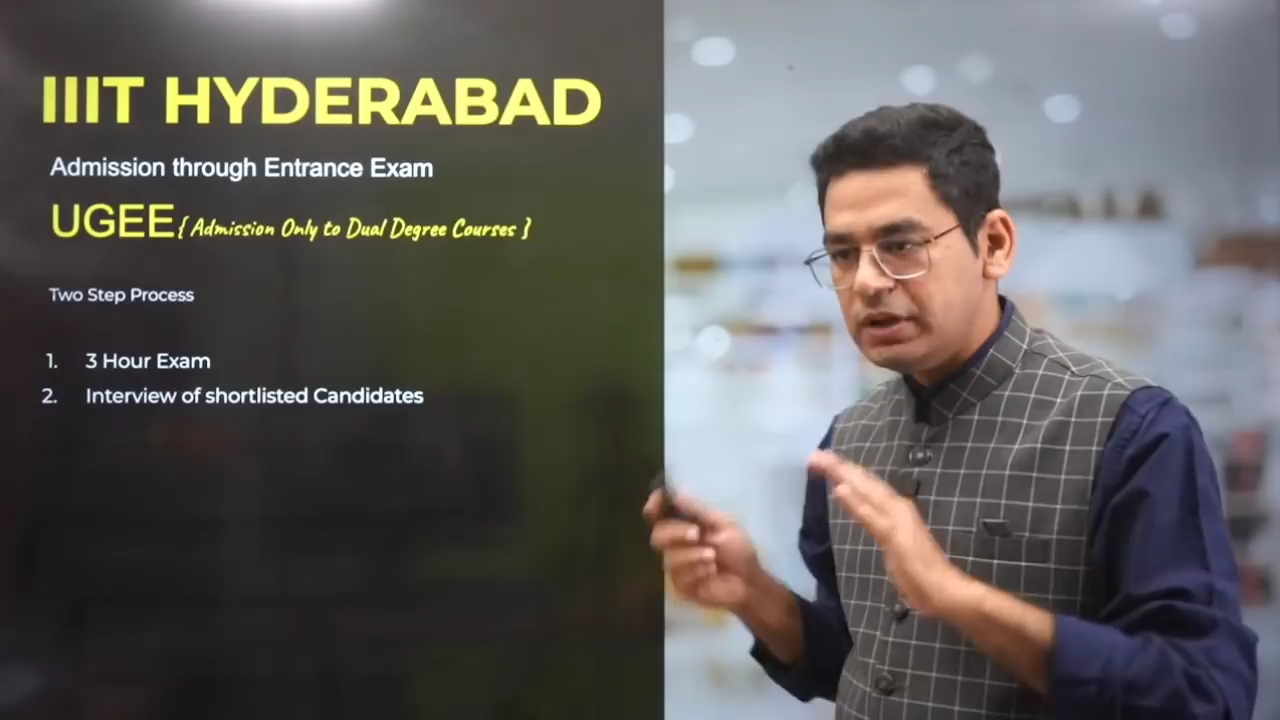 IIIT HYDERABAD
Admission through Entrance Exam
UGEE { Admission Only to Dual Degree Courses }
Two Step Process
1. 3 Hour Exam
2. Interview of shortlisted Candidates